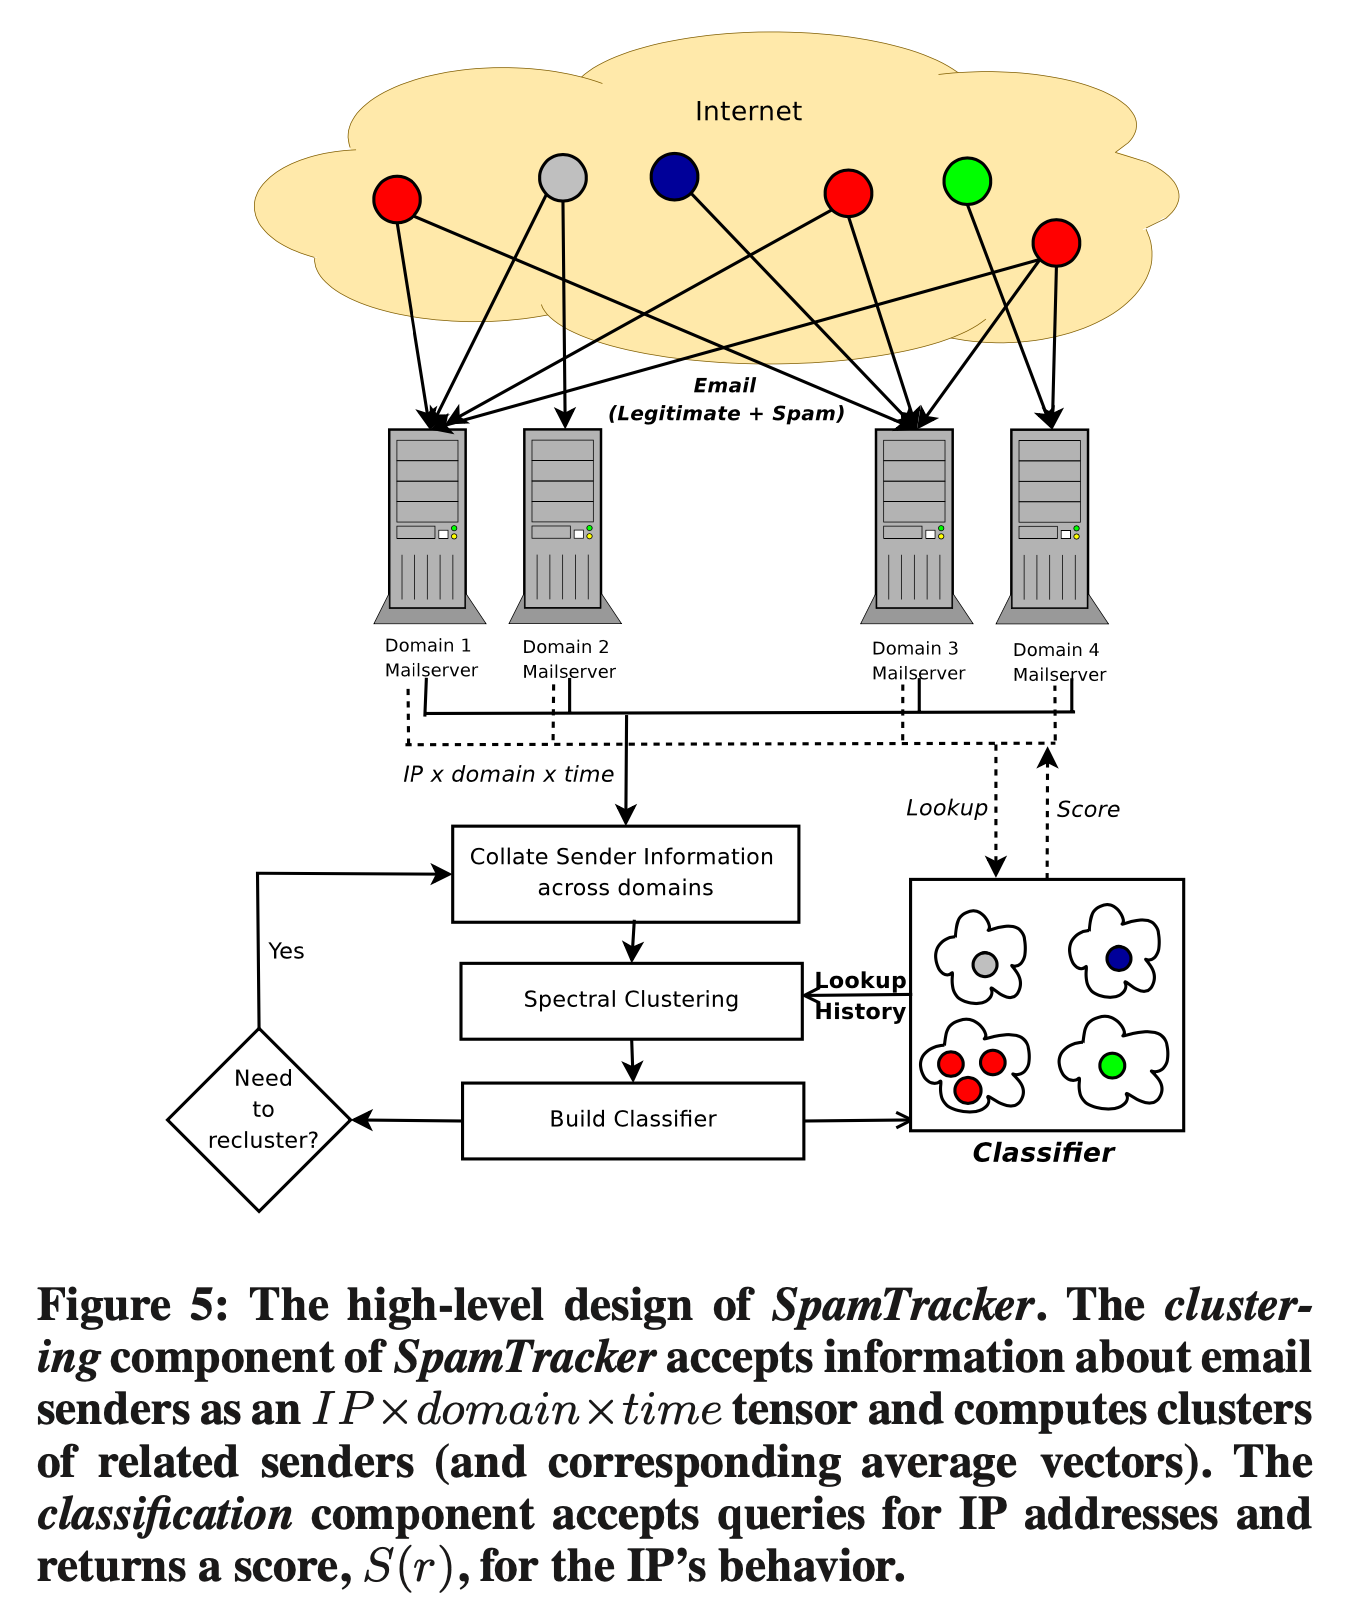 Internet
Email
(Legitimate + Spam)
Domain 1
Mailserver
Domain 2
Mailserver
Domain 3
Mailserver
Domain 4
Mailserver
IP x domain x time
Lookup
Score
Collate Sender Information
across domains
Yes
Spectral Clustering
Lookup
History
Need
to
recluster?
Build Classifier
Classifier
Figure 5: The high-level design of SpamTracker. The cluster-
ing component of SpamTracker accepts information about email
senders as an IP×domain×time tensor and computes clusters
of related senders (and corresponding average vectors). The
classification component accepts queries for IP addresses and
returns a score, S(r), for the IP’s behavior.